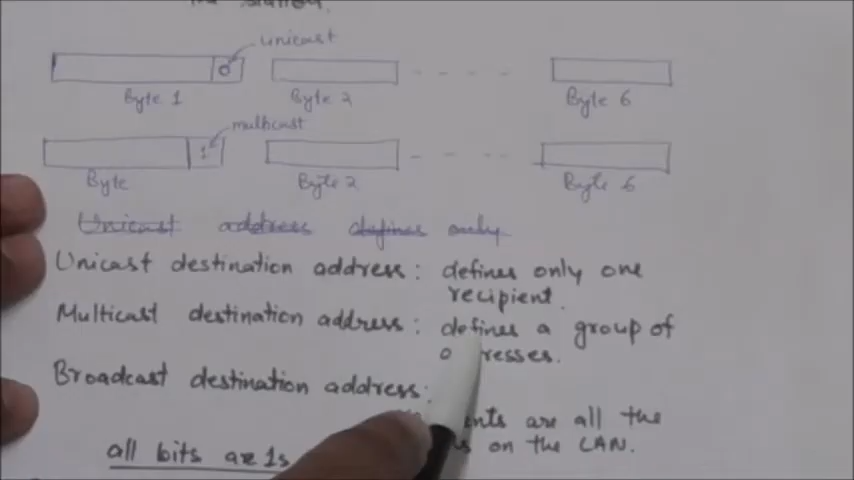 the station.
unicast
0
Byte 1 Byte 2 Byte 6
multicast
1
Byte Byte 2 Byte 6
Unicast address defines only
Unicast destination address: defines only one
recipient.
Multicast destination address: defines a group of
Broadcast destination address:
are all the
all bits are 1s
on the LAN.